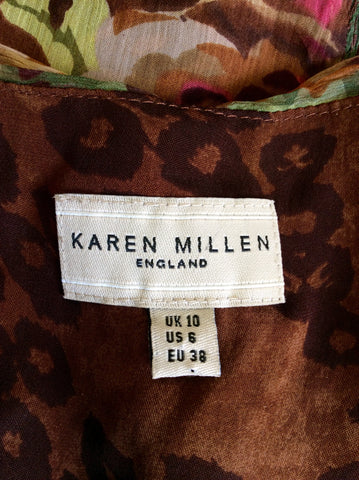 KAREN MILLEN
ENGLAND
UK 10
US 6
EU 38